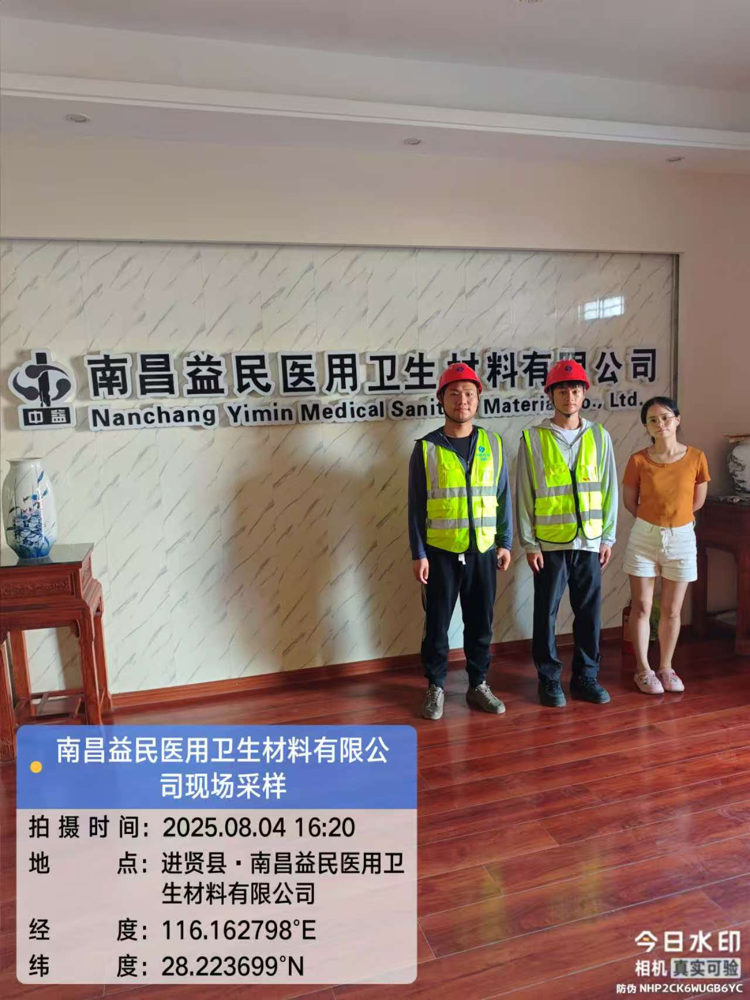 南昌益民医用卫生材料有限公司
中益
Nanchang Yimin Medical Sanit Materia o., Ltd.
南昌益民医用卫生材料有限公
司现场采样
拍摄时间：2025.08.04 16:20
地点：进贤县·南昌益民医用卫
生材料有限公司
经度：116.162798°E
纬度：28.223699°N
今日水印
相机 真实可验
防伪 NHP2CK6WUGB6YC